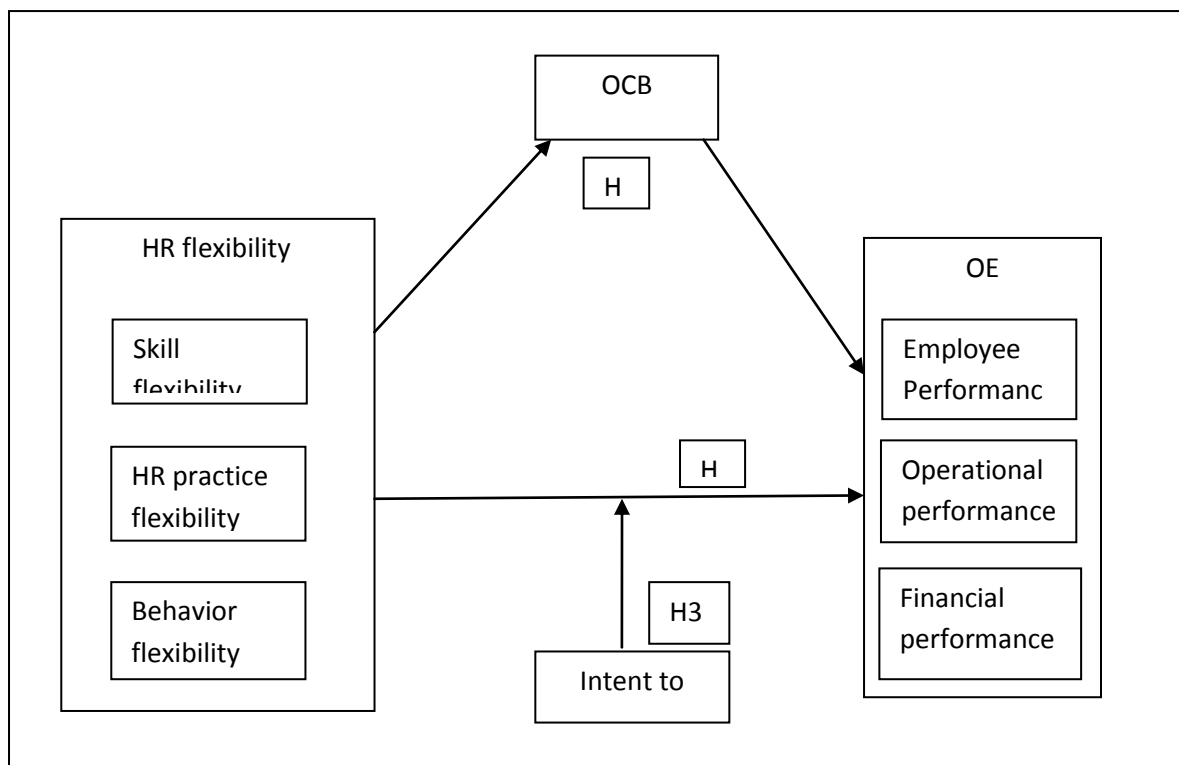 OCB
H
HR flexibility
Skill
flexibility
HR practice
flexibility
Behavior
flexibility
H
H3
Intent to
OE
Employee
Performanc
Operational
performance
Financial
performance